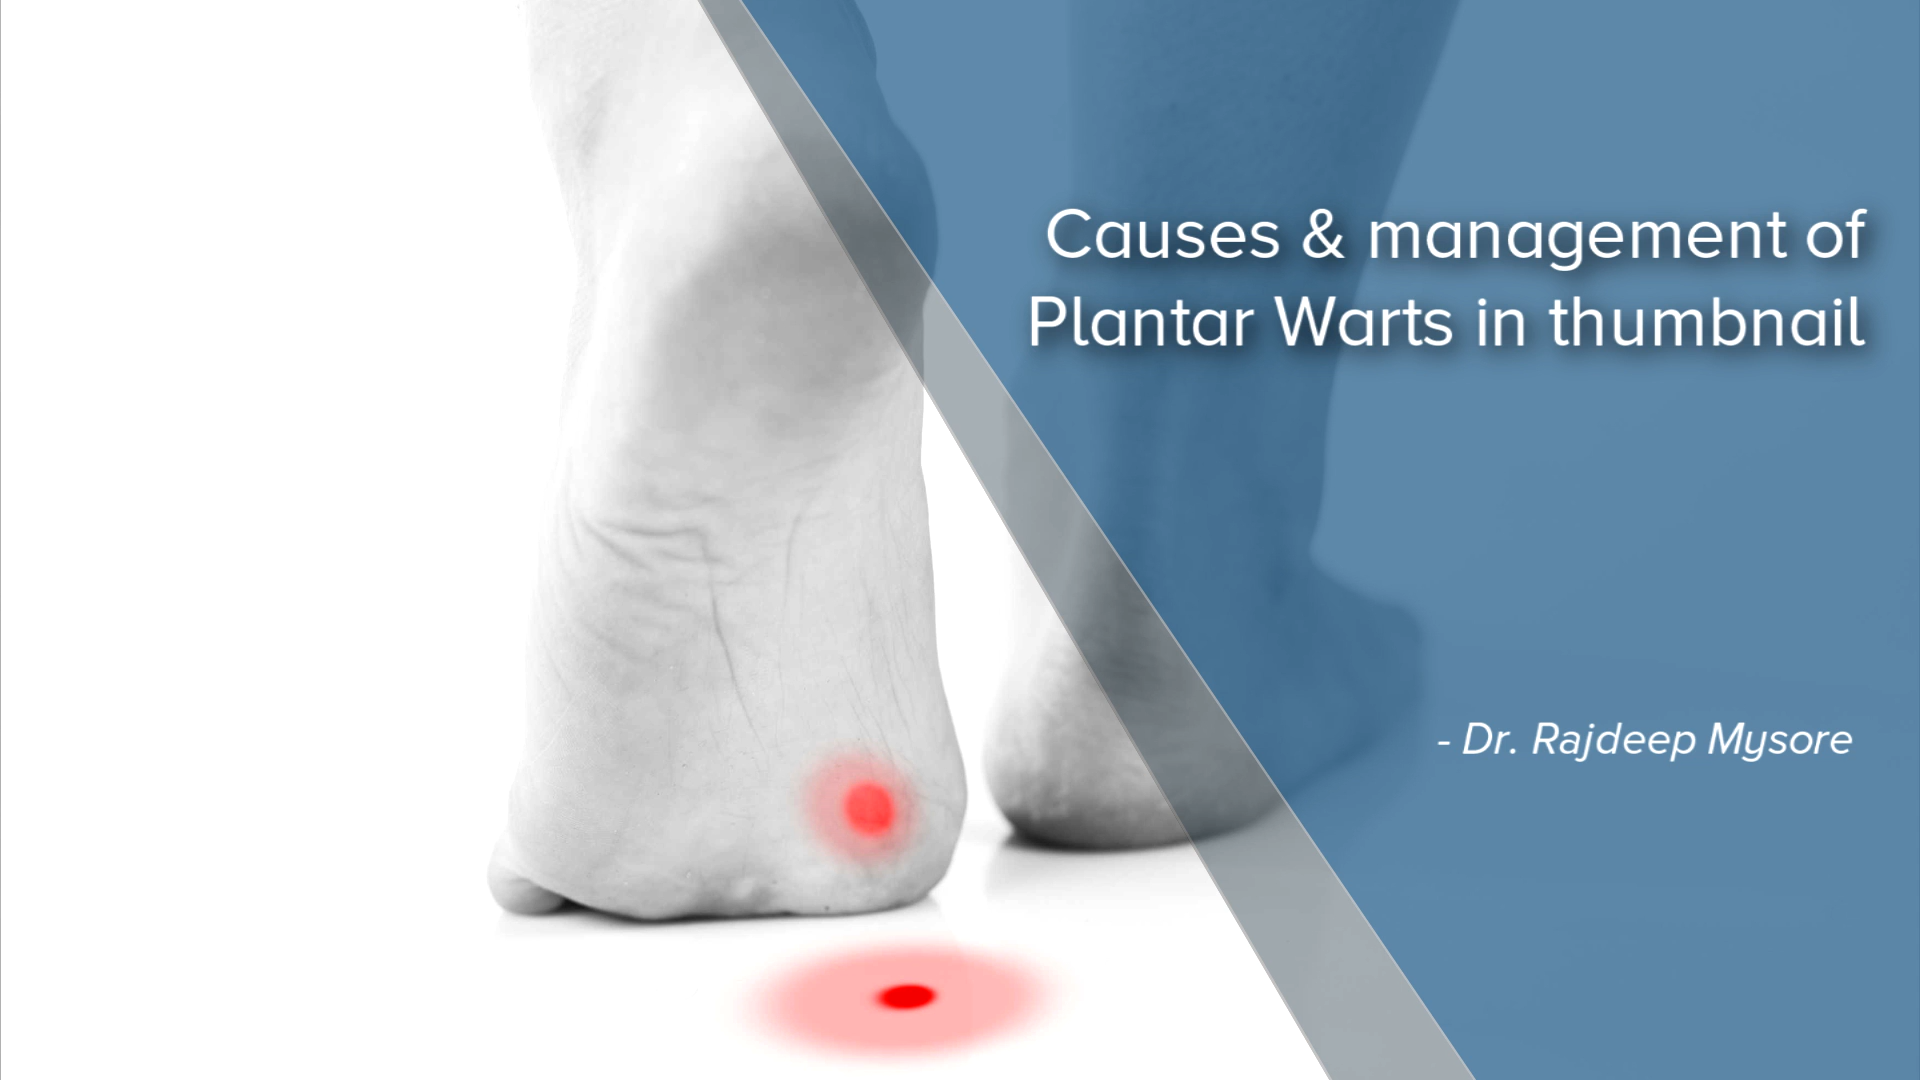 Causes & management of
Plantar Warts in thumbnail
- Dr. Rajdeep Mysore